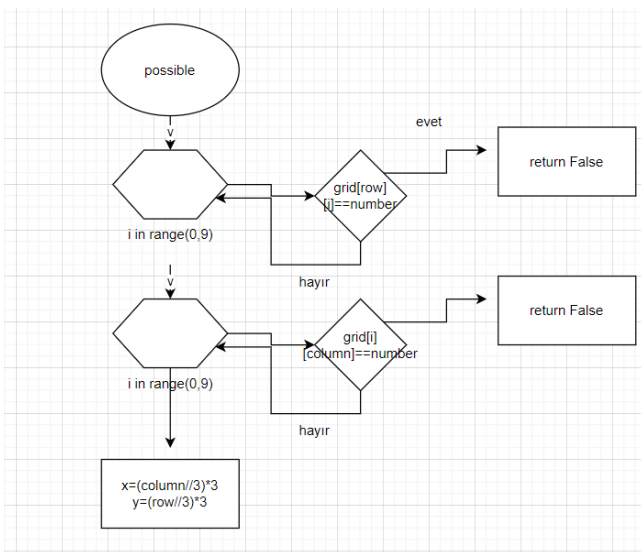 possible
v
evet
return False
grid[row]
[i]==number
i in range(0,9)
hayır
v
return False
grid[i]
[column]==number
i in range(0,9)
hayır
x=(column//3)*3
y=(row//3)*3